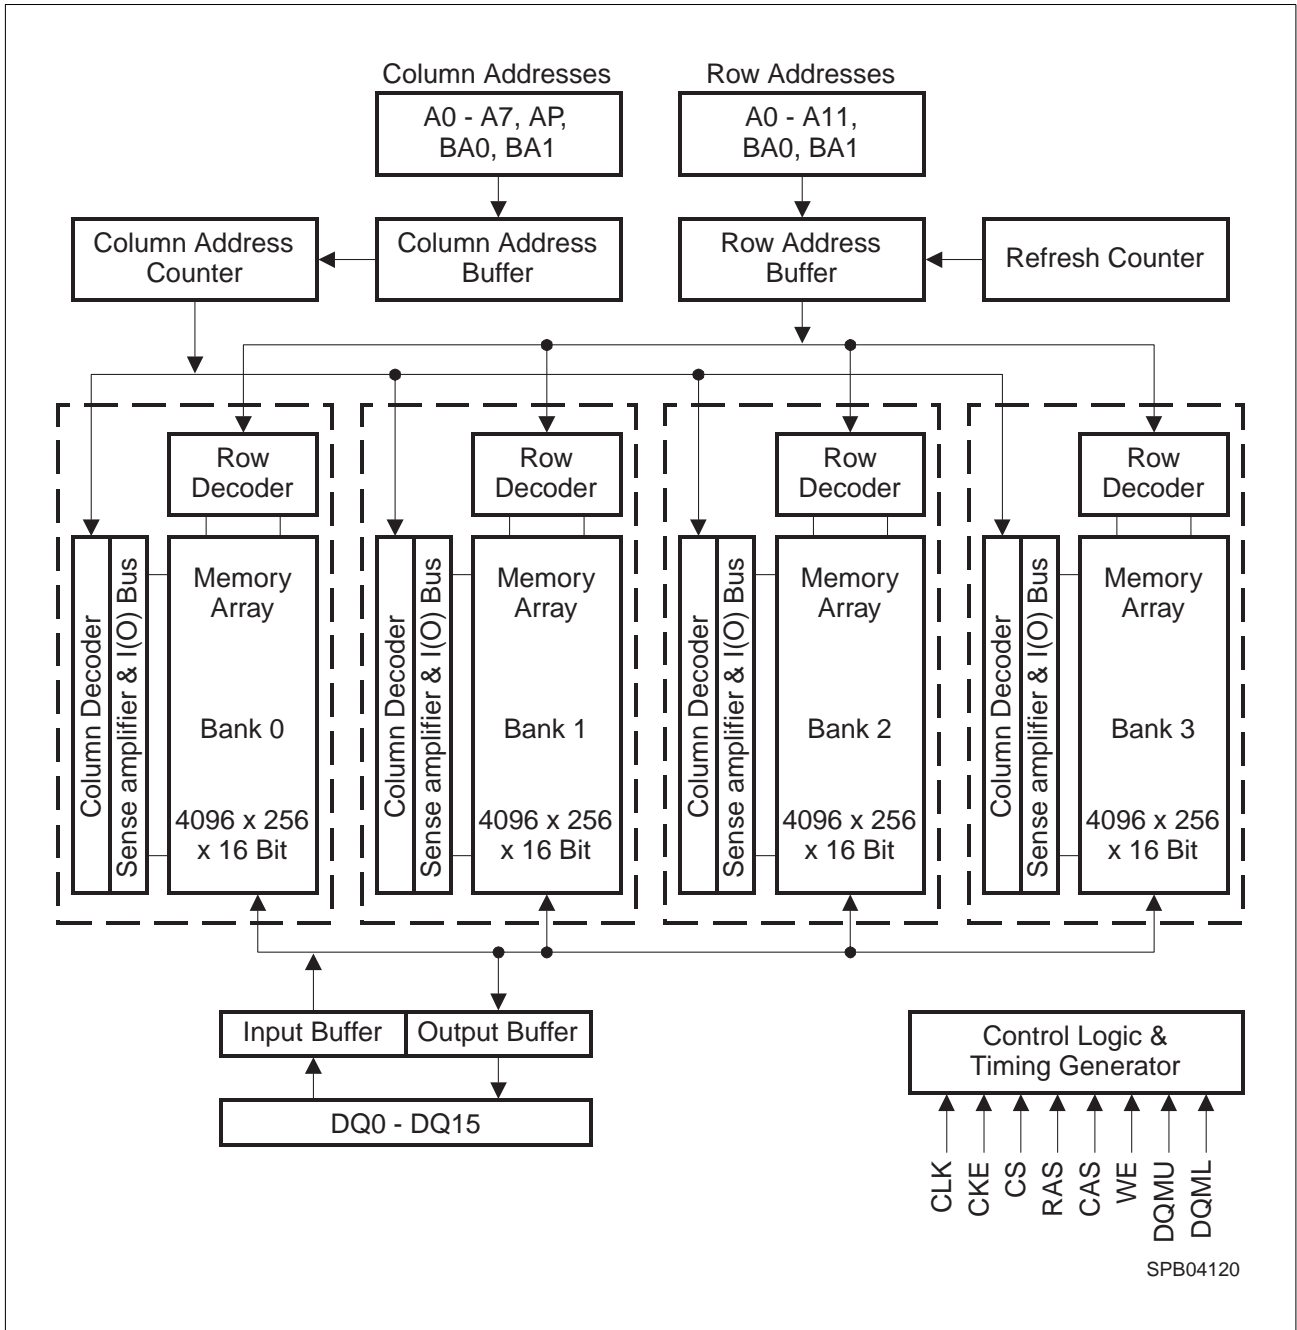 Column Addresses
Row Addresses
A0 - A7, AP,
BA0, BA1
A0 - A11,
BA0, BA1
Column Address
Counter
Column Address
Buffer
Row Address
Buffer
Refresh Counter
Row
Decoder
Row
Decoder
Row
Decoder
Row
Decoder
Column Decoder
Sense amplifier & I(O) Bus
Memory
Array
Bank 0
4096 x 256
x 16 Bit
Column Decoder
Sense amplifier & I(O) Bus
Memory
Array
Bank 1
4096 x 256
x 16 Bit
Column Decoder
Sense amplifier & I(O) Bus
Memory
Array
Bank 2
4096 x 256
x 16 Bit
Column Decoder
Sense amplifier & I(O) Bus
Memory
Array
Bank 3
4096 x 256
x 16 Bit
Input Buffer
Output Buffer
DQ0 - DQ15
Control Logic &
Timing Generator
CLK
CKE
CS
RAS
CAS
WE
DQMU
DQML
SPB04120